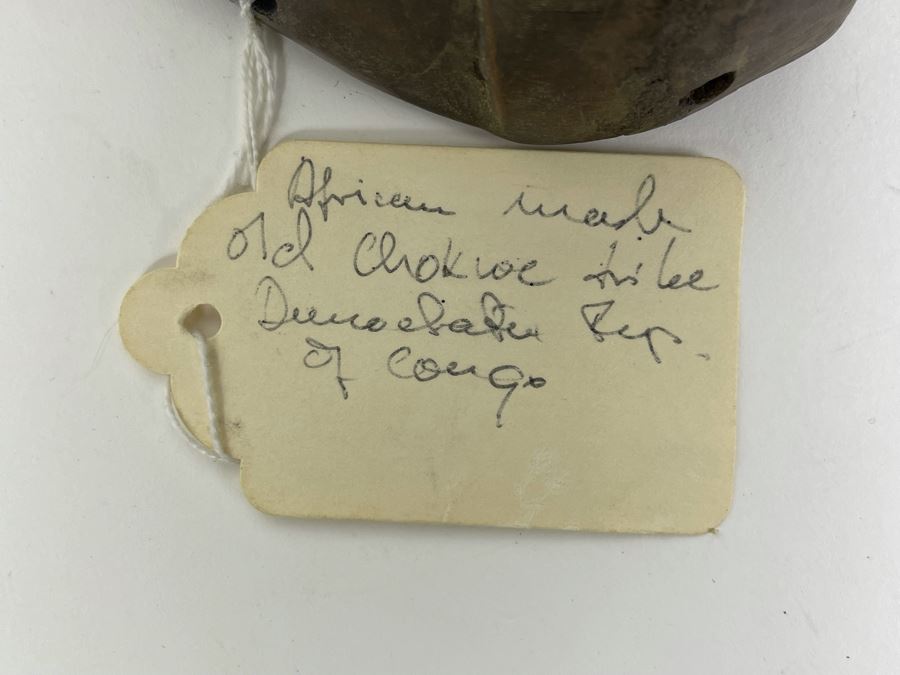 African made
old Chokwe tribe
Democratic Rep.
of Congo